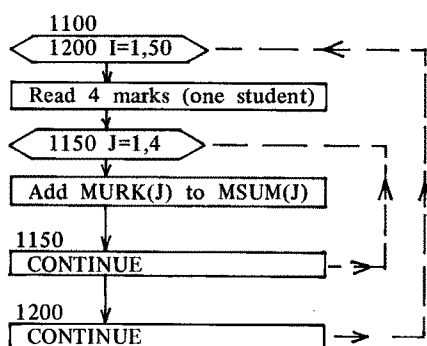 1100
1200 I=1,50
Read 4 marks (one student)
1150 J=1,4
Add MURK(J) to MSUM(J)
1150
CONTINUE
1200
CONTINUE